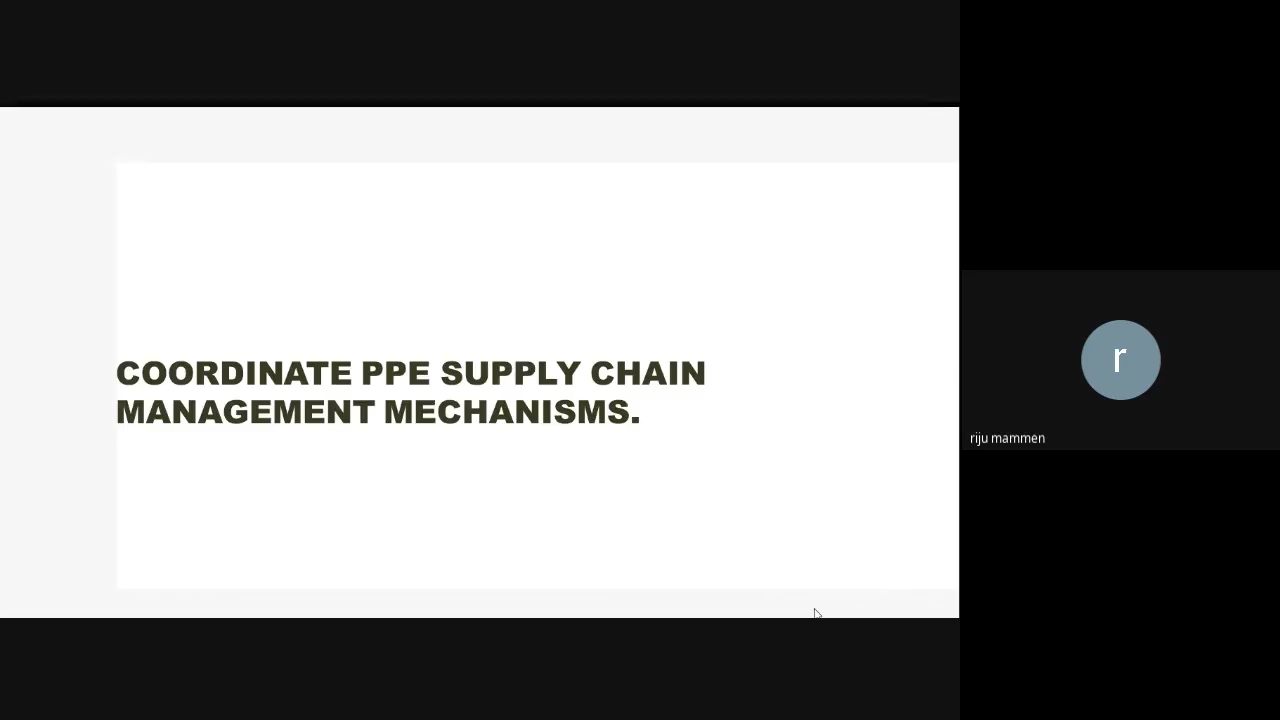 COORDINATE PPE SUPPLY CHAIN
MANAGEMENT MECHANISMS.
r
riju mammen